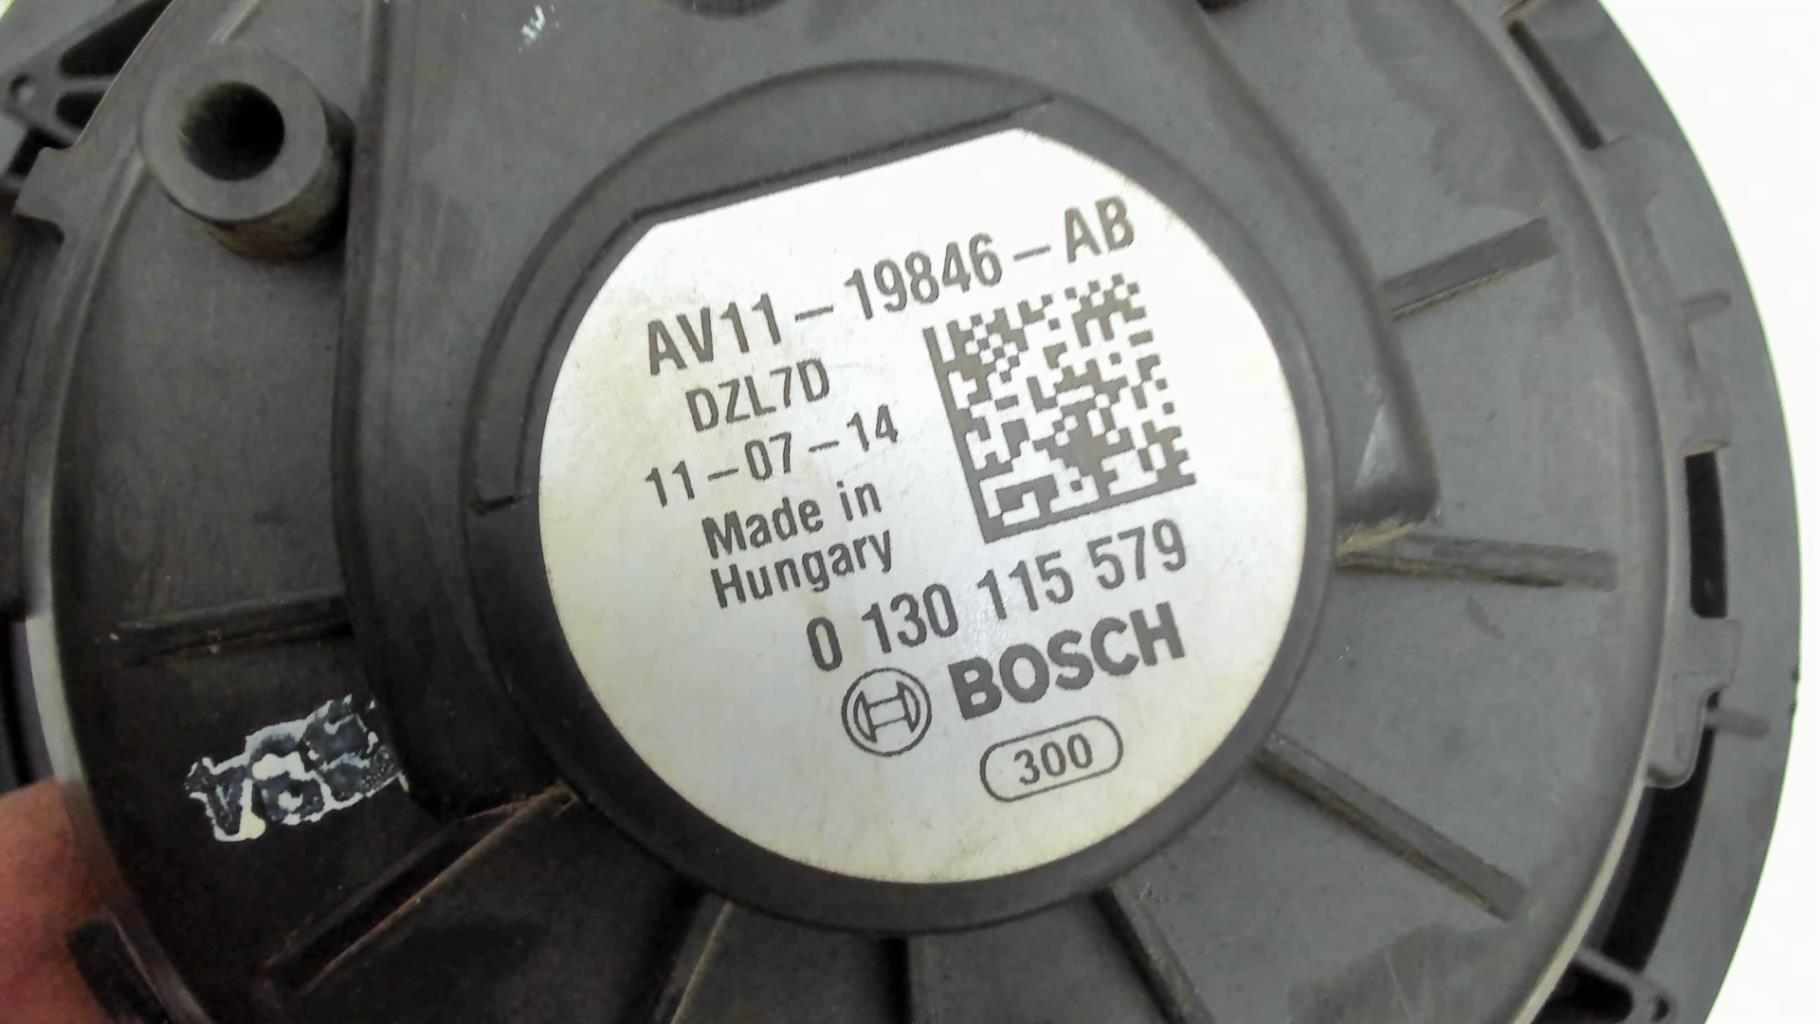 AV11-19846-AB
DZL7D
11-07-14
Made in
Hungary
0 130 115 579
BOSCH
300